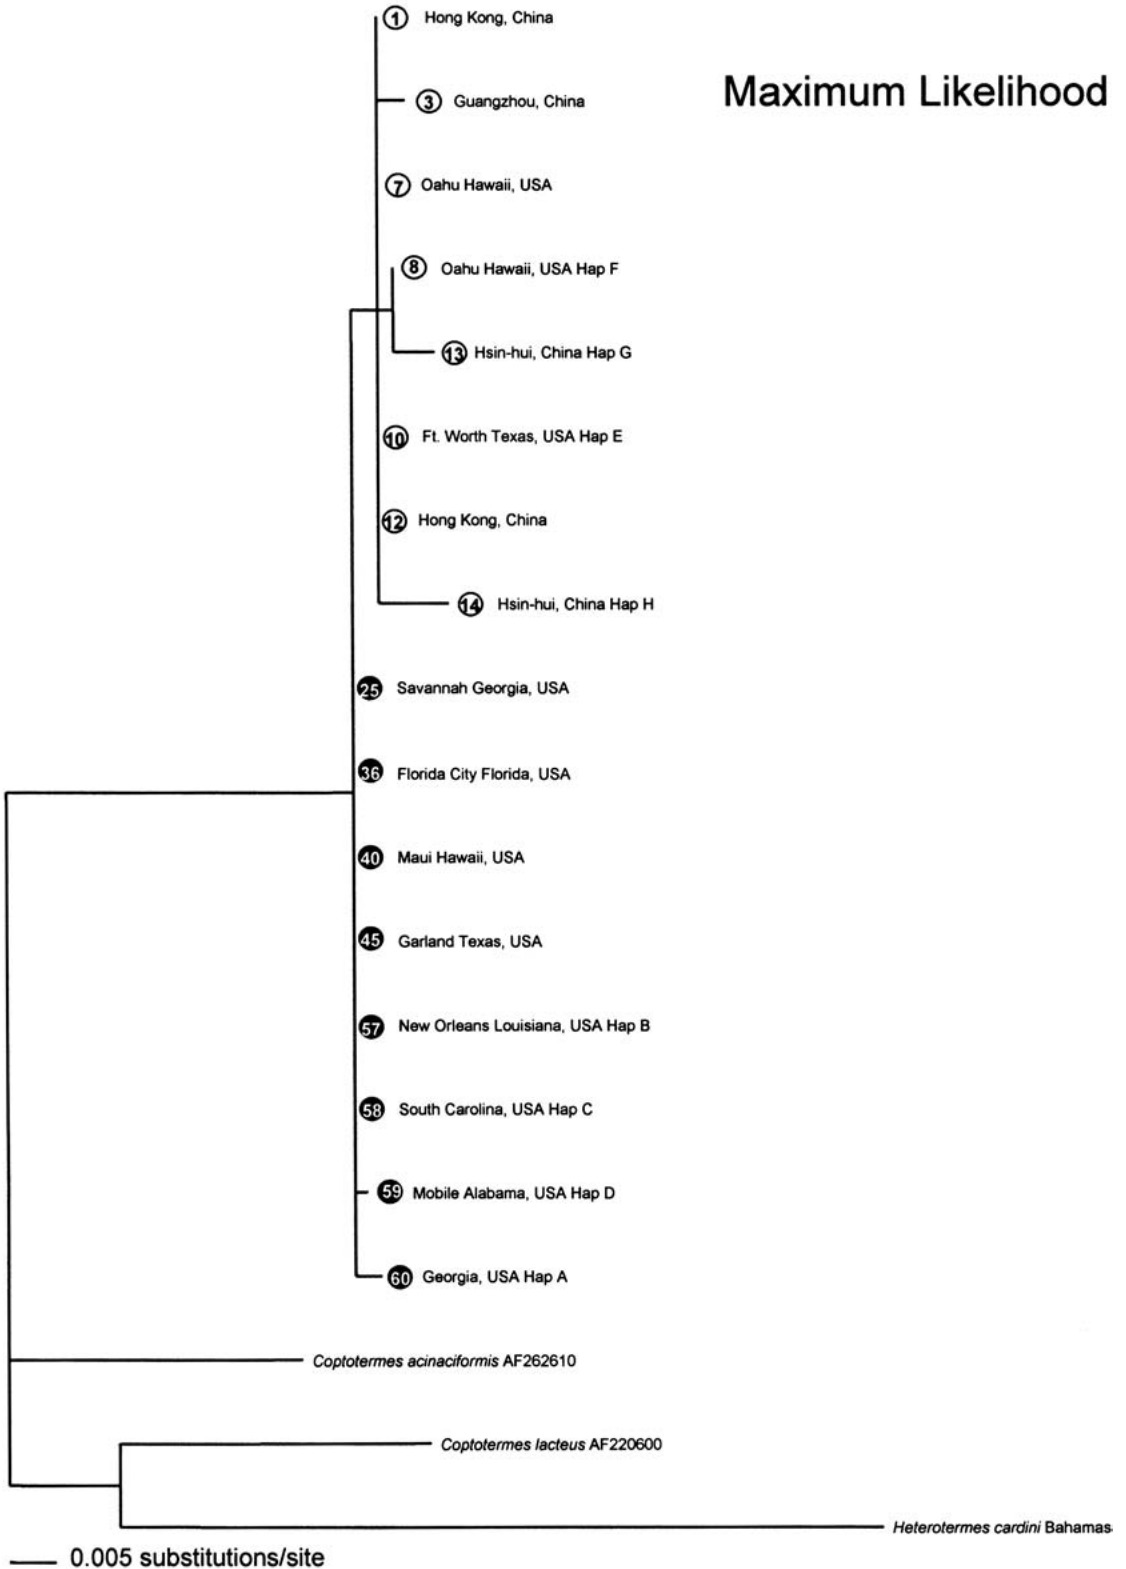 1 Hong Kong, China
Maximum Likelihood
3 Guangzhou, China
7 Oahu Hawaii, USA
8 Oahu Hawaii, USA Hap F
13 Hsin-hui, China Hap G
10 Ft. Worth Texas, USA Hap E
12 Hong Kong, China
14 Hsin-hui, China Hap H
25 Savannah Georgia, USA
36 Florida City Florida, USA
40 Maui Hawaii, USA
45 Garland Texas, USA
57 New Orleans Louisiana, USA Hap B
58 South Carolina, USA Hap C
59 Mobile Alabama, USA Hap D
60 Georgia, USA Hap A
Coptotermes acinaciformis AF262610
Coptotermes lacteus AF220600
Heterotermes cardini Bahamas
0.005 substitutions/site